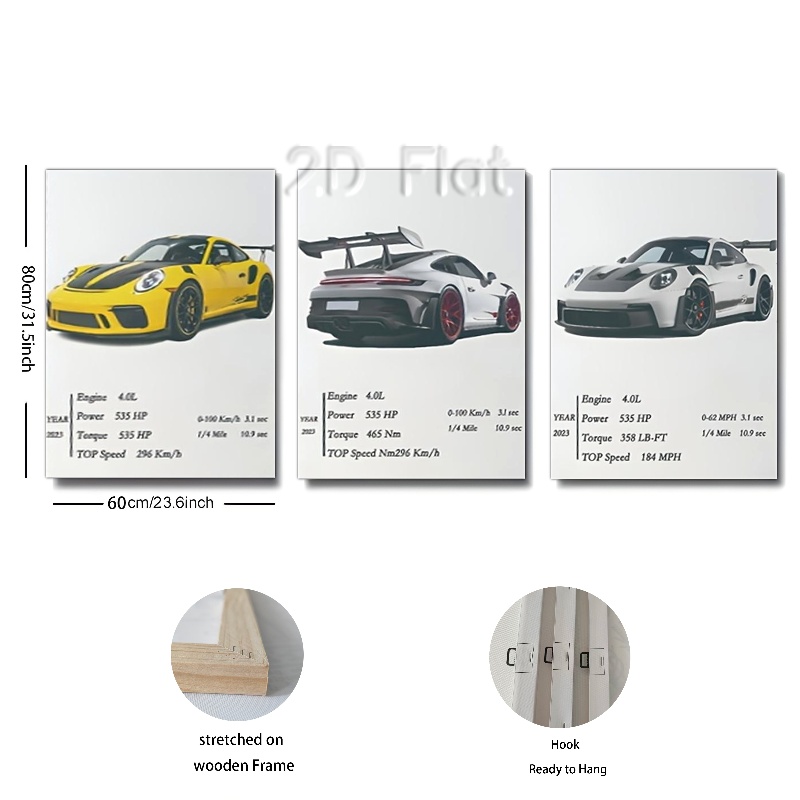 2D Flat
80cm/31.5inch
YEAR
2023
Engine 4.0L
Power 535 HP
Torque 535 HP
TOP Speed 296 Km/h
0-100 Km/h 3.1 sec
1/4 Mile 10.9 sec
YEAR
2023
Engine 4.0L
Power 535 HP
Torque 465 Nm
TOP Speed Nm296 Km/h
0-100 Km/h 3.1 sec
1/4 Mile 10.9 sec
YEAR
2023
Engine 4.0L
Power 535 HP
Torque 358 LB-FT
TOP Speed 184 MPH
0-62 MPH 3.1 sec
1/4 Mile 10.9 sec
60cm/23.6inch
stretched on
wooden Frame
Hook
Ready to Hang